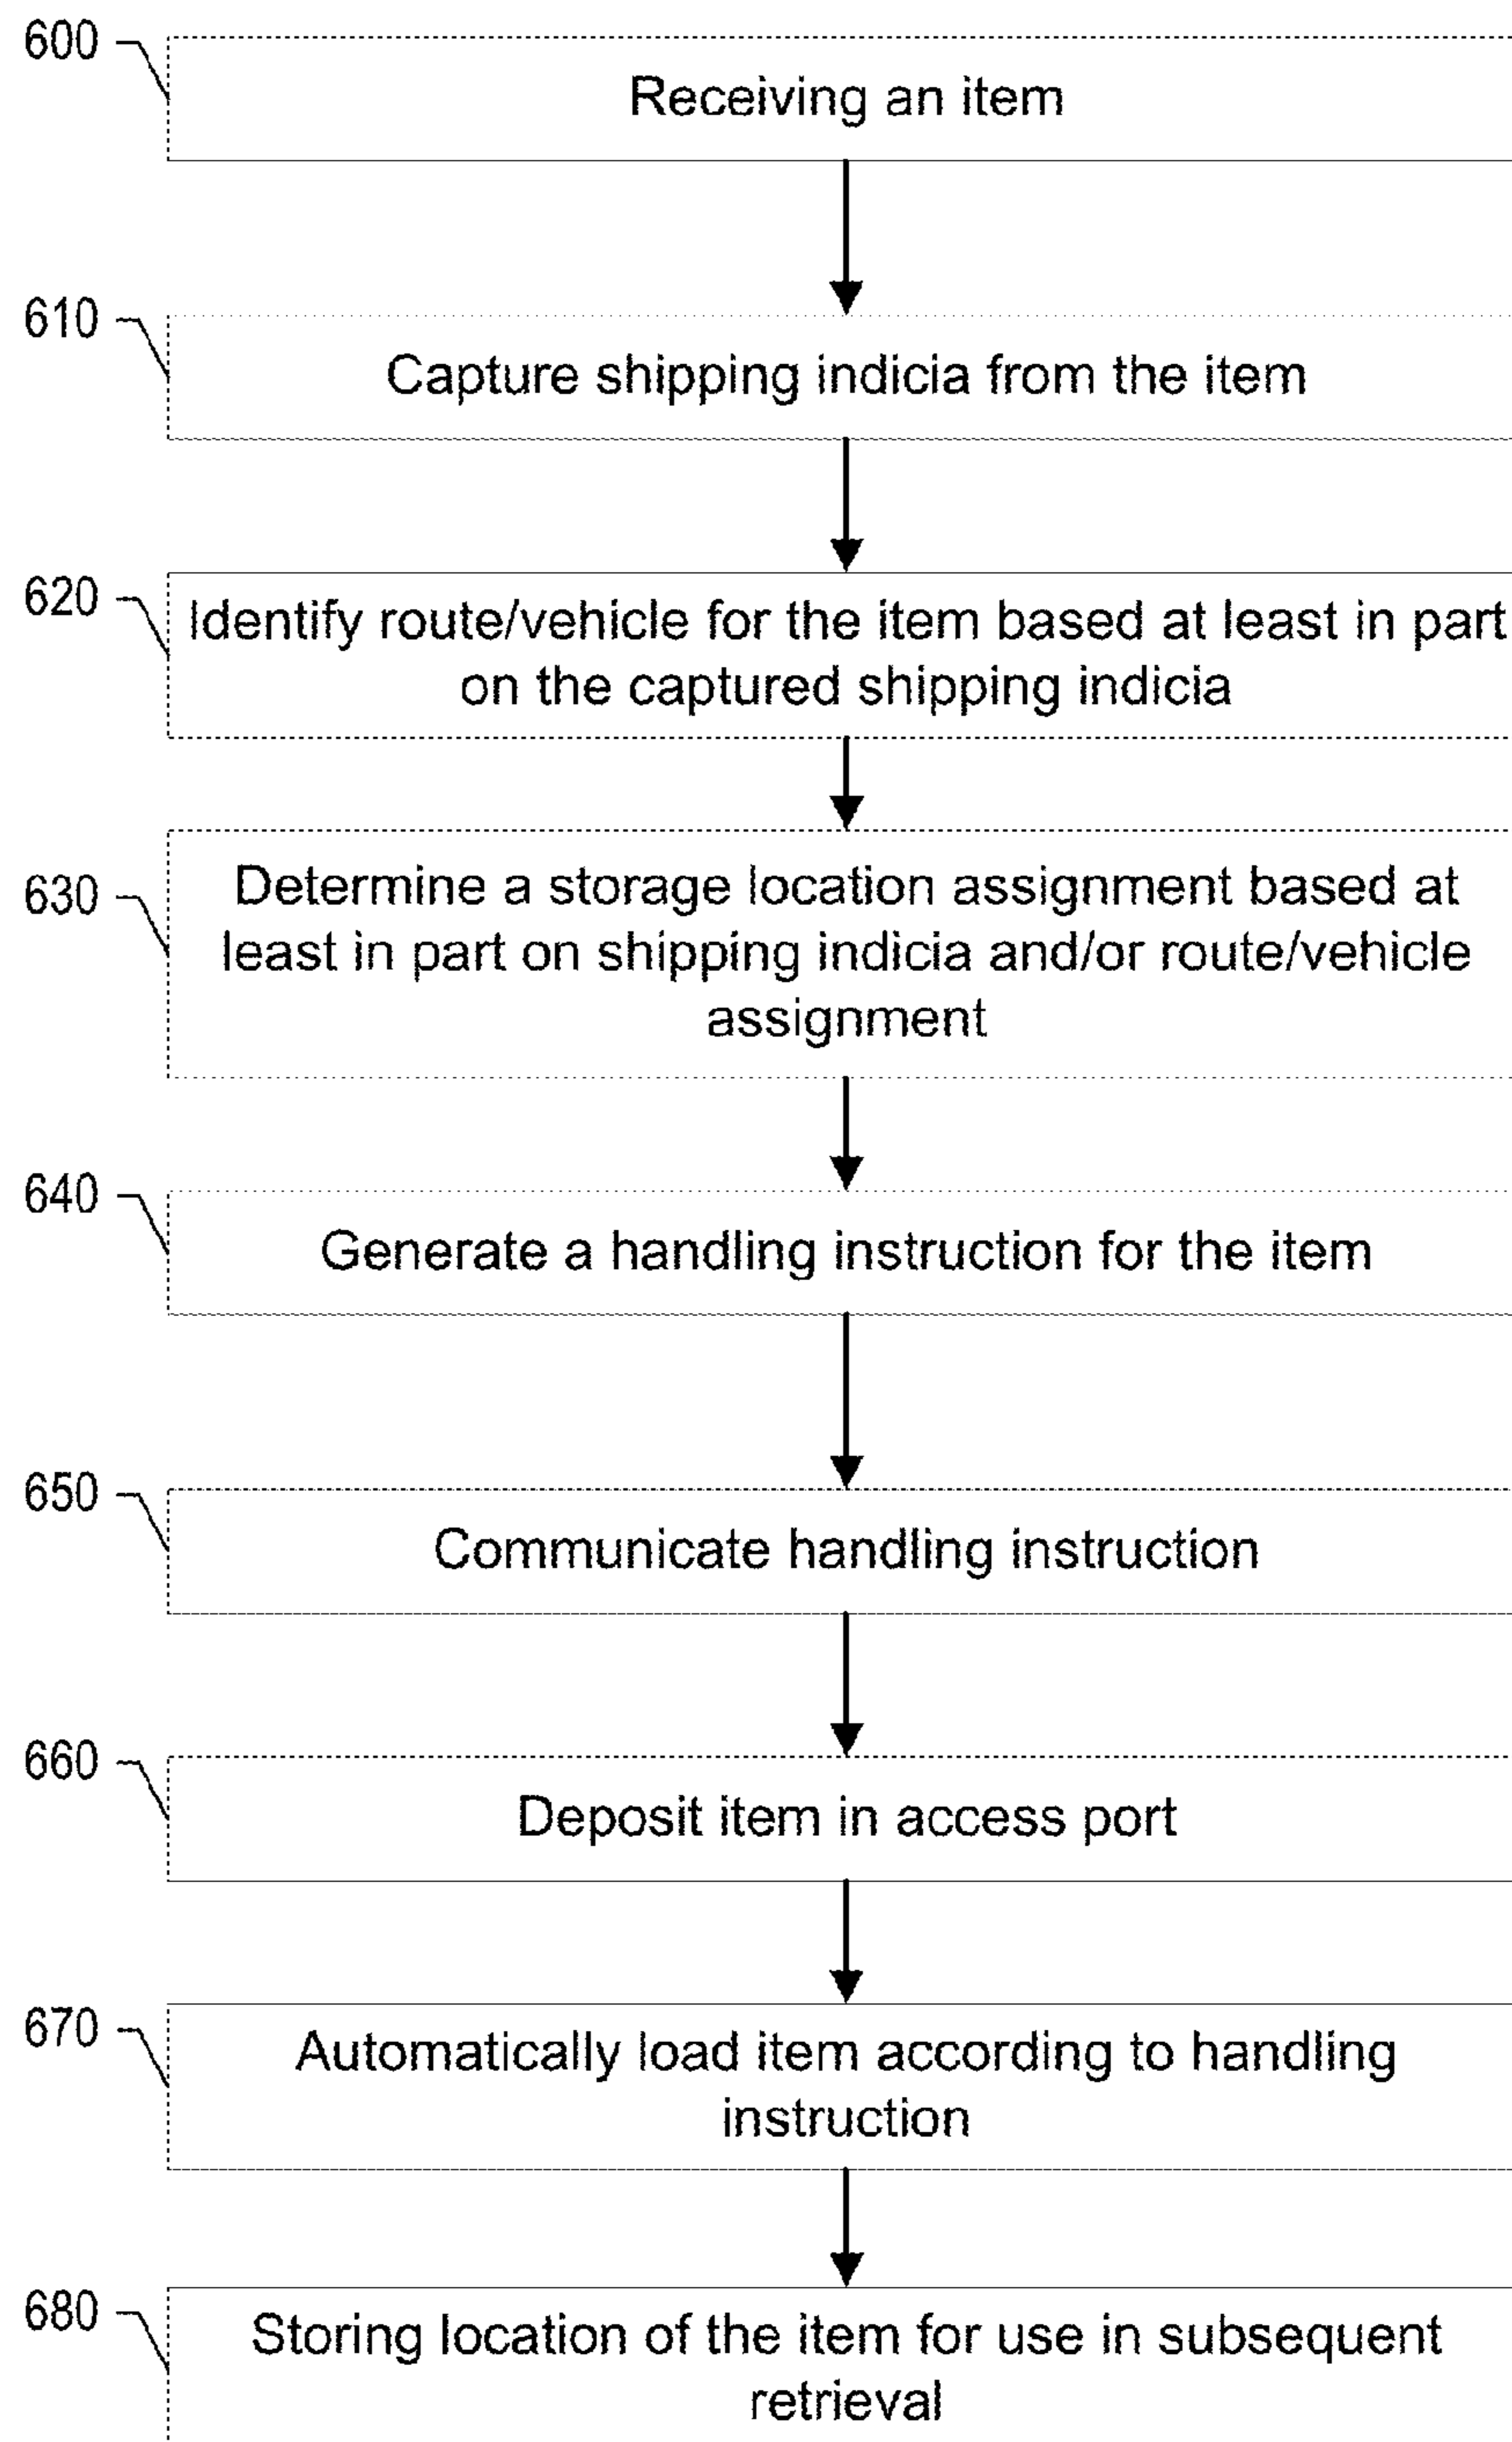 600
Receiving an item
610
Capture shipping indicia from the item
620
Identify route/vehicle for the item based at least in part
on the captured shipping indicia
630
Determine a storage location assignment based at
least in part on shipping indicia and/or route/vehicle
assignment
640
Generate a handling instruction for the item
650
Communicate handling instruction
660
Deposit item in access port
670
Automatically load item according to handling
instruction
680
Storing location of the item for use in subsequent
retrieval